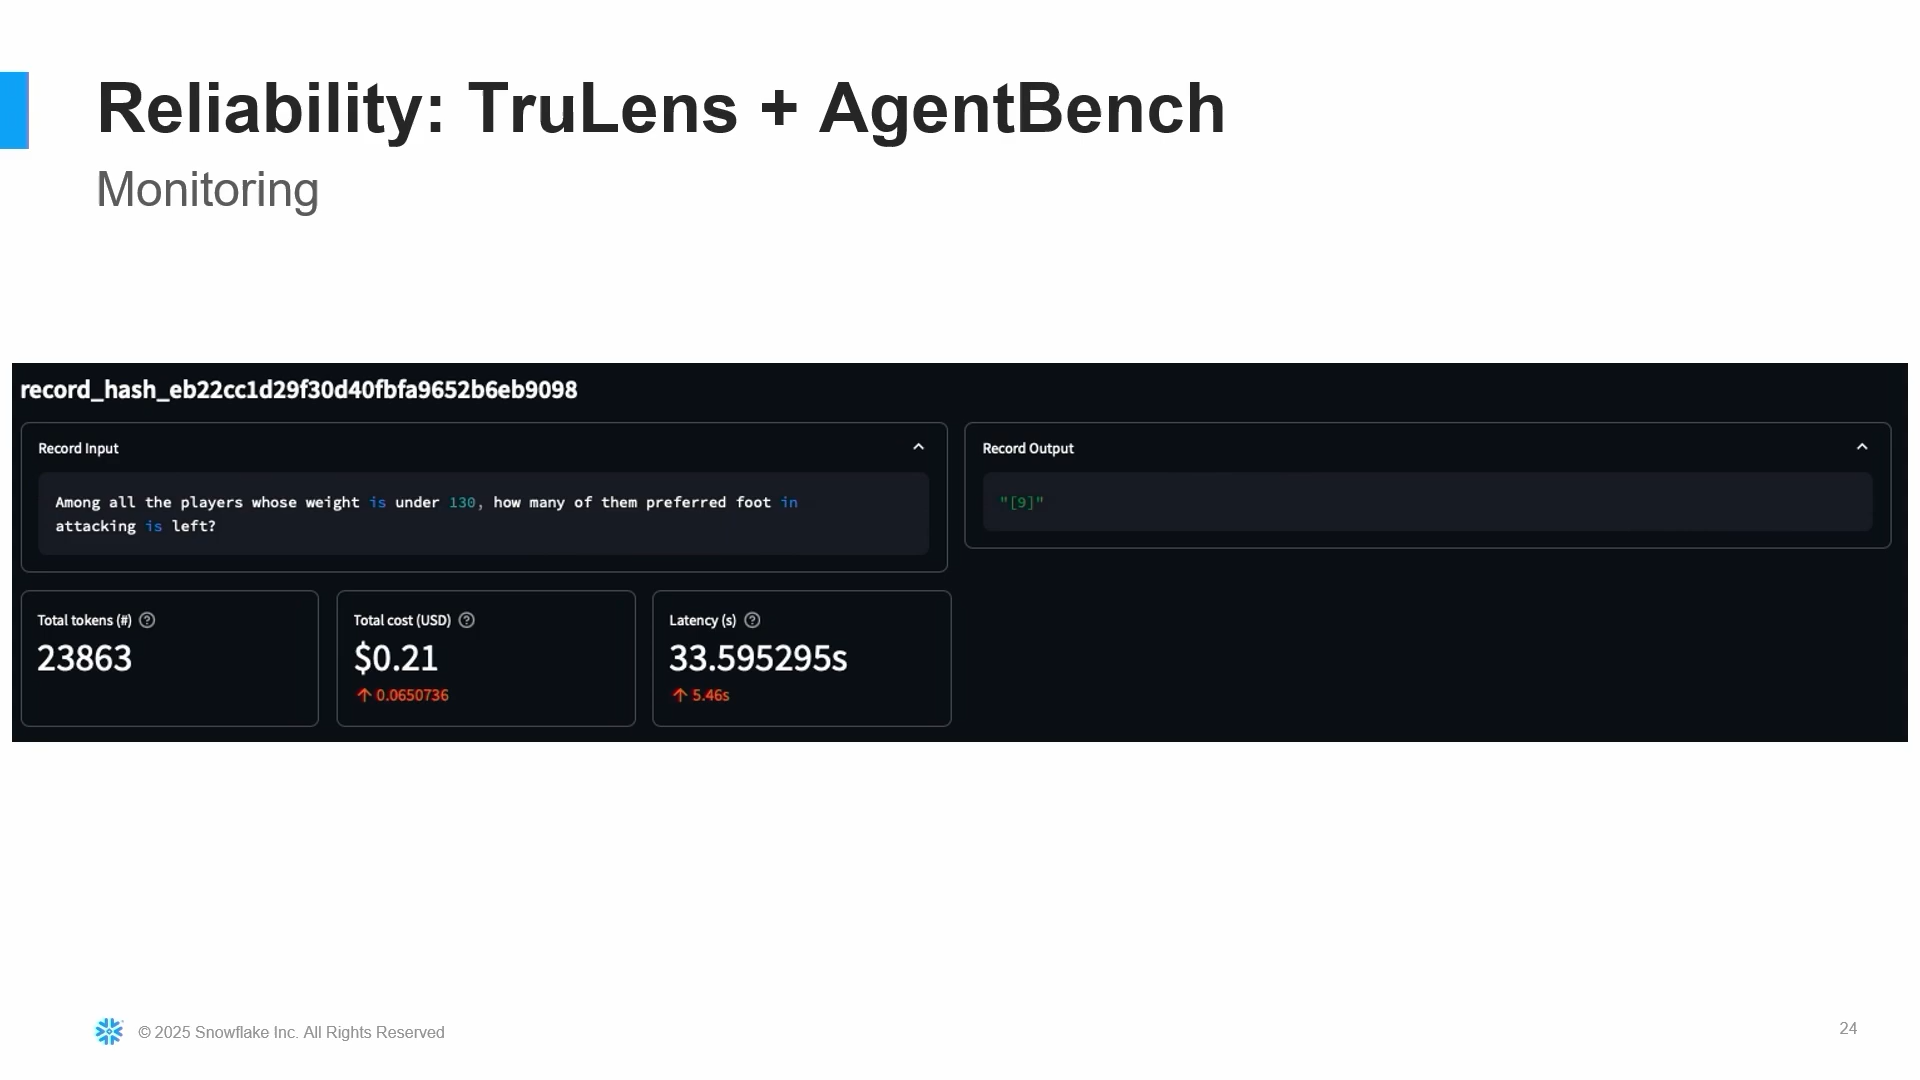 Reliability: TruLens + AgentBench
Monitoring
record_hash_eb22cc1d29f30d40fbfa9652b6eb9098
Record Input
Among all the players whose weight is under 130, how many of them preferred foot in
attacking is left?
Record Output
"[9]"
Total tokens (#)
23863
Total cost (USD)
$0.21
↑ 0.0650736
Latency (s)
33.595295s
↑ 5.46s
© 2025 Snowflake Inc. All Rights Reserved
24